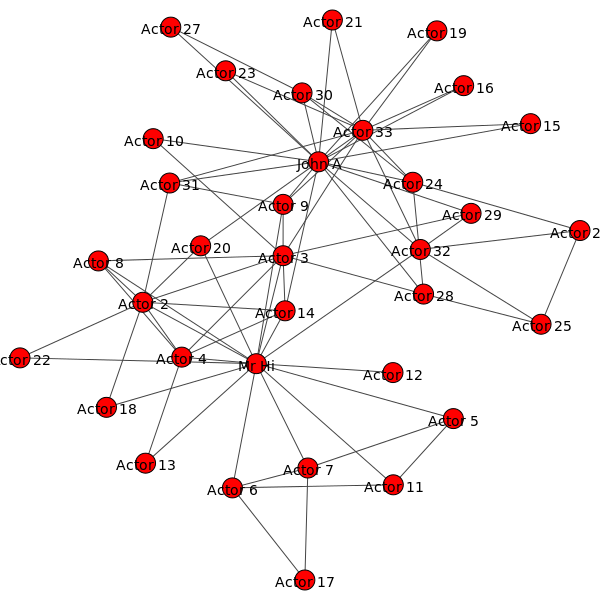 Actor 21
Actor 27
Actor 19
Actor 23
Actor 16
Actor 30
Actor 15
Actor 33
Actor 10
John A
Actor 31
Actor 24
Actor 9
Actor 29
Actor 2
Actor 20
Actor 32
Actor 3
Actor 8
Actor 28
Actor 2
Actor 14
Actor 25
ctor 22
Actor 4
Mr Hi
Actor 12
Actor 18
Actor 5
Actor 13
Actor 7
Actor 6
Actor 11
Actor 17